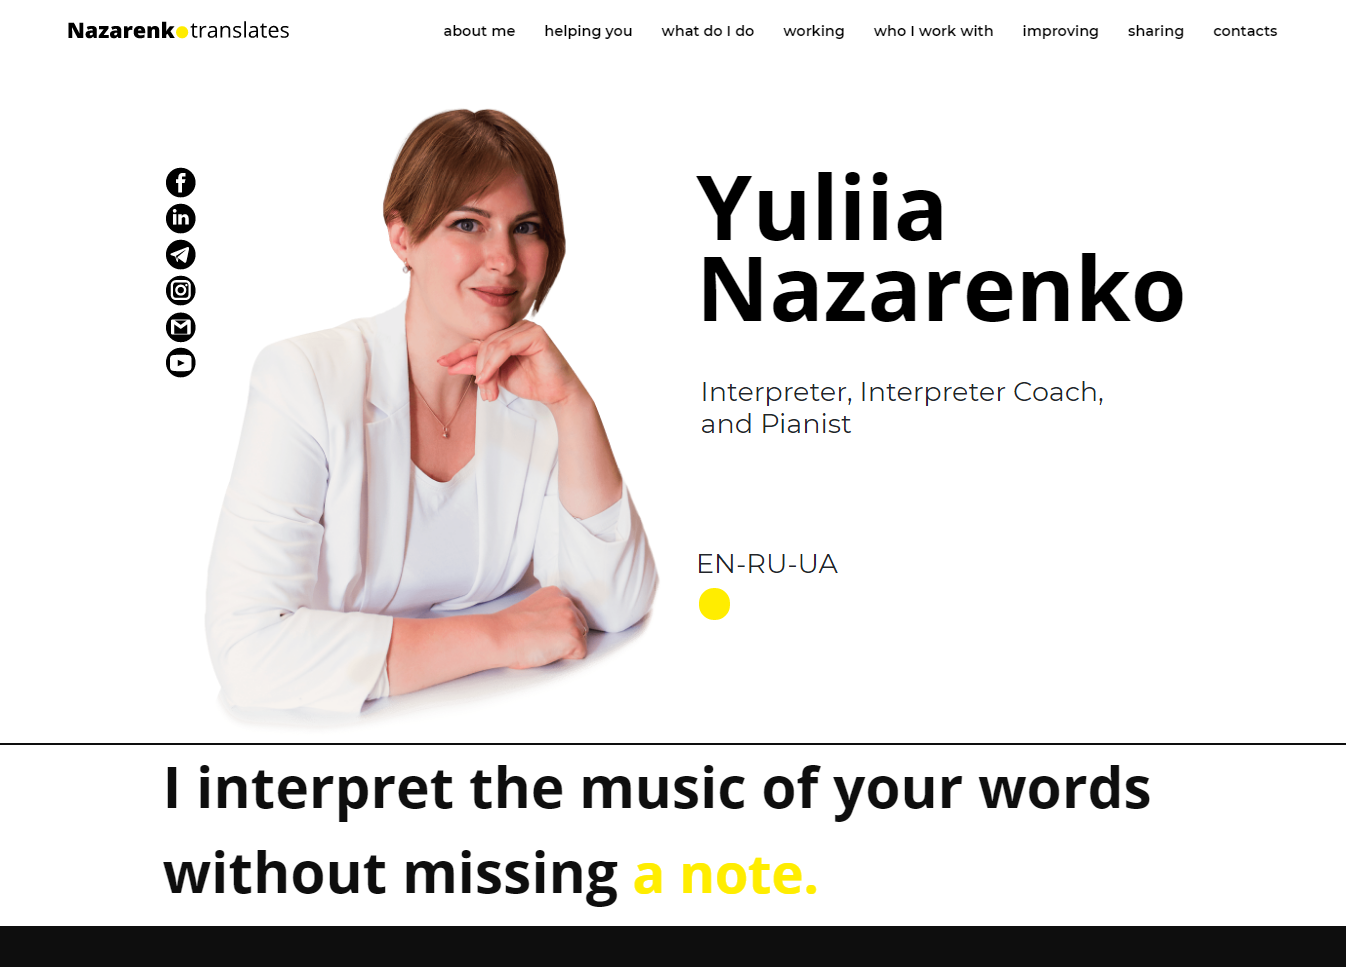 Nazarenko translates
about me helping you what do I do working who I work with improving sharing contacts
Yuliia
Nazarenko
Interpreter, Interpreter Coach,
and Pianist
EN-RU-UA
I interpret the music of your words
without missing a note.